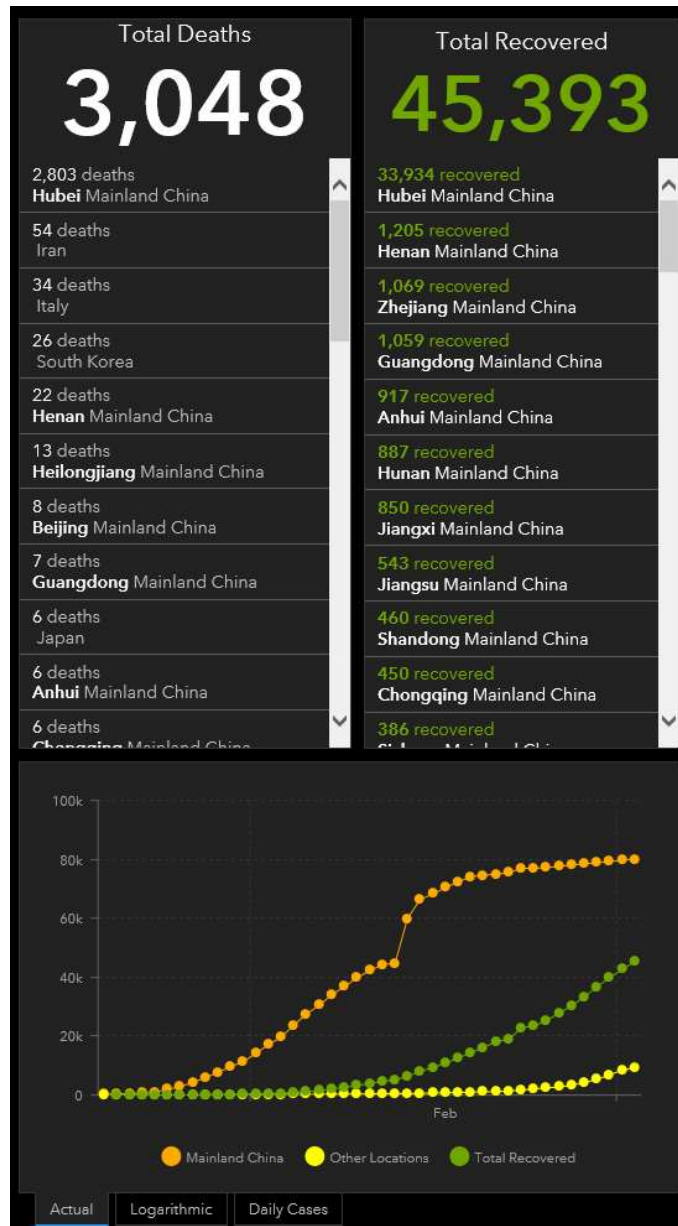 Total Deaths
3,048
2,803 deaths
Hubei Mainland China
54 deaths
Iran
34 deaths
Italy
26 deaths
South Korea
22 deaths
Henan Mainland China
13 deaths
Heilongjiang Mainland China
8 deaths
Beijing Mainland China
7 deaths
Guangdong Mainland China
6 deaths
Japan
6 deaths
Anhui Mainland China
6 deaths
Chongqing Mainland China
Total Recovered
45,393
33,934 recovered
Hubei Mainland China
1,205 recovered
Henan Mainland China
1,069 recovered
Zhejiang Mainland China
1,059 recovered
Guangdong Mainland China
917 recovered
Anhui Mainland China
887 recovered
Hunan Mainland China
850 recovered
Jiangxi Mainland China
543 recovered
Jiangsu Mainland China
460 recovered
Shandong Mainland China
450 recovered
Chongqing Mainland China
386 recovered
100k
80k
60k
40k
20k
0
Feb
Mainland China Other Locations Total Recovered
Actual Logarithmic Daily Cases